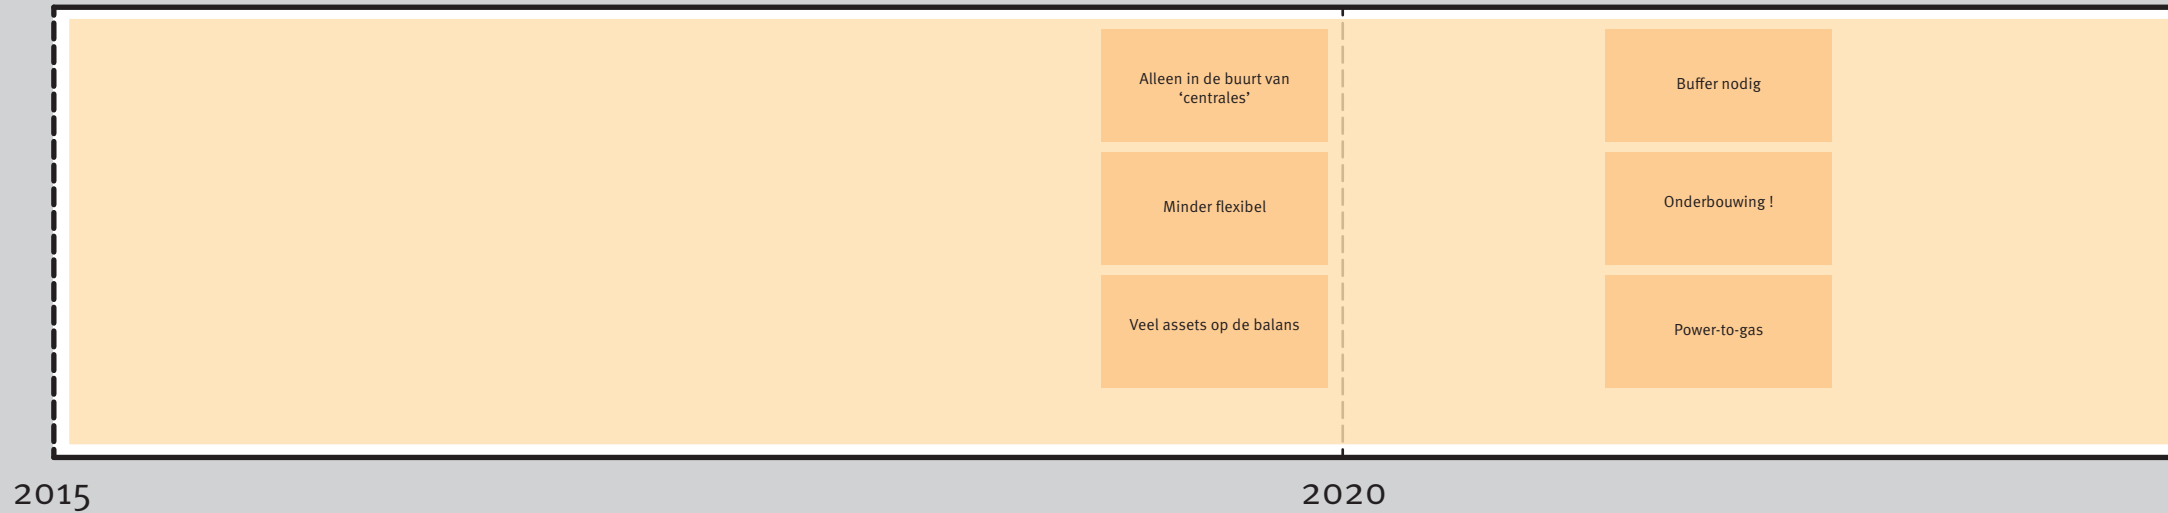 Alleen in de buurt van
‘centrales’
Minder flexibel
Veel assets op de balans
Buffer nodig
Onderbouwing !
Power-to-gas
2015
2020